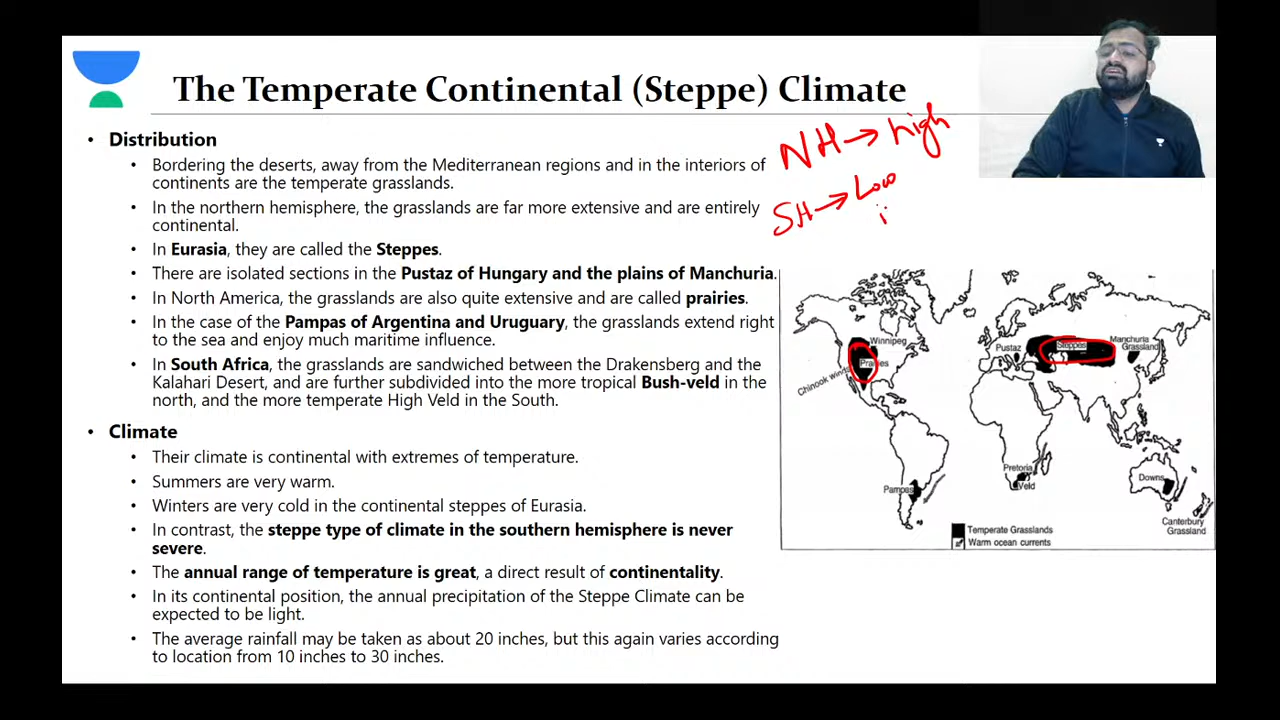 The Temperate Continental (Steppe) Climate
• Distribution
• Bordering the deserts, away from the Mediterranean regions and in the interiors of
continents are the temperate grasslands.
• In the northern hemisphere, the grasslands are far more extensive and are entirely
continental.
• In Eurasia, they are called the Steppes.
• There are isolated sections in the Pustaz of Hungary and the plains of Manchuria.
• In North America, the grasslands are also quite extensive and are called prairies.
• In the case of the Pampas of Argentina and Uruguay, the grasslands extend right
to the sea and enjoy much maritime influence.
• In South Africa, the grasslands are sandwiched between the Drakensberg and the
Kalahari Desert, and are further subdivided into the more tropical Bush-veld in the
north, and the more temperate High Veld in the South.
• Climate
• Their climate is continental with extremes of temperature.
• Summers are very warm.
• Winters are very cold in the continental steppes of Eurasia.
• In contrast, the steppe type of climate in the southern hemisphere is never
severe.
• The annual range of temperature is great, a direct result of continentality.
• In its continental position, the annual precipitation of the Steppe Climate can be
expected to be light.
• The average rainfall may be taken as about 20 inches, but this again varies according
to location from 10 inches to 30 inches.
NH → high
SH → Low
Winnipeg
Prairies
Chinook winds
Pustaz
Steppes
Manchuria
Grassland
Pampas
Pretoria
Veld
Downs
Canterbury
Grassland
Temperate Grasslands
Warm ocean currents